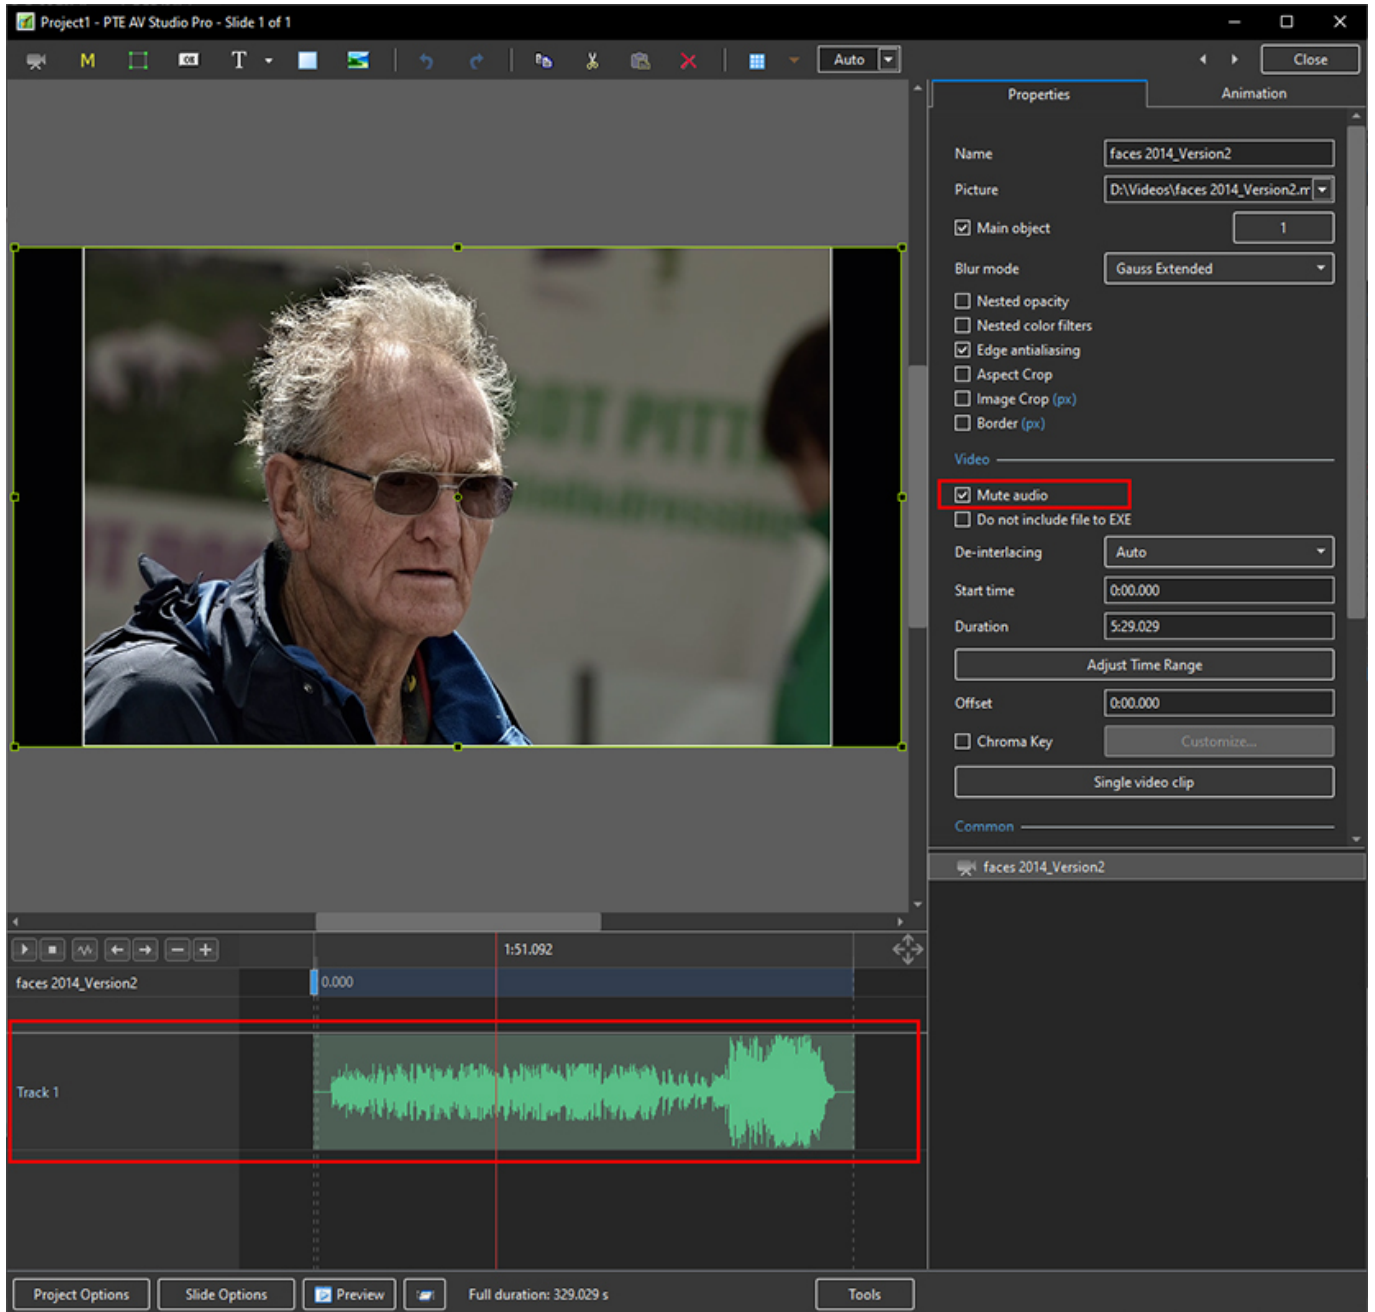 Project1 - PTE AV Studio Pro - Slide 1 of 1
M OK T Auto Close
Properties Animation
Name faces 2014_Version2
Picture D:\Videos\faces 2014_Version2.m
Main object 1
Blur mode Gauss Extended
Nested opacity
Nested color filters
Edge antialiasing
Aspect Crop
Image Crop (px)
Border (px)
Video
Mute audio
Do not include file to EXE
De-interlacing Auto
Start time 0:00.000
Duration 5:29.029
Adjust Time Range
Offset 0:00.000
Chroma Key Customize...
Single video clip
Common
faces 2014_Version2
1:51.092
faces 2014_Version2 0.000
Track 1
Project Options Slide Options Preview Full duration: 329.029 s Tools